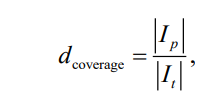 d_coverage = |I_p| / |I_t|,